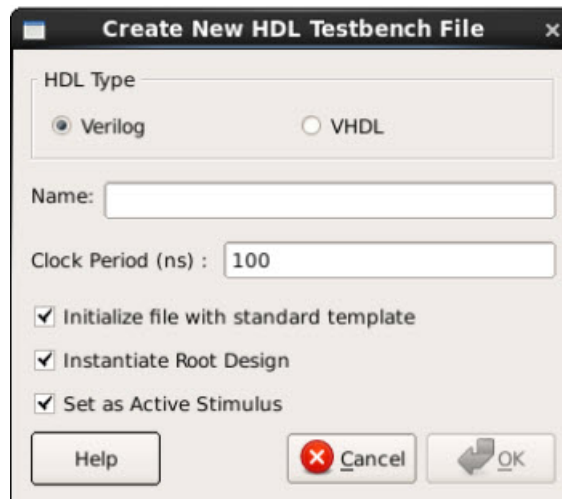 Create New HDL Testbench File
HDL Type
Verilog VHDL
Name:
Clock Period (ns) : 100
Initialize file with standard template
Instantiate Root Design
Set as Active Stimulus
Help Cancel OK